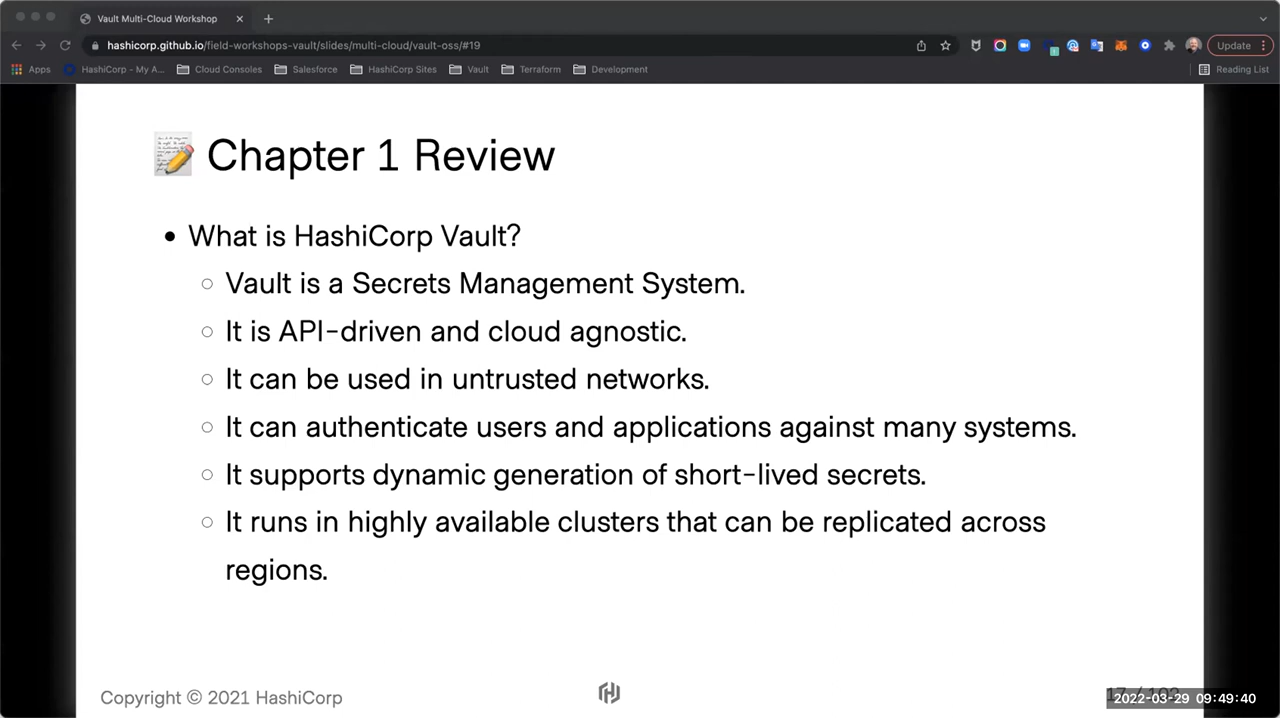 Vault Multi-Cloud Workshop
hashicorp.github.io/field-workshops-vault/slides/multi-cloud/vault-oss/#19
Update
Apps
HashiCorp - My A...
Cloud Consoles
Salesforce
HashiCorp Sites
Vault
Terraform
Development
Reading List
Chapter 1 Review
What is HashiCorp Vault?
Vault is a Secrets Management System.
It is API-driven and cloud agnostic.
It can be used in untrusted networks.
It can authenticate users and applications against many systems.
It supports dynamic generation of short-lived secrets.
It runs in highly available clusters that can be replicated across
regions.
Copyright © 2021 HashiCorp
2022-03-29 09:49:40